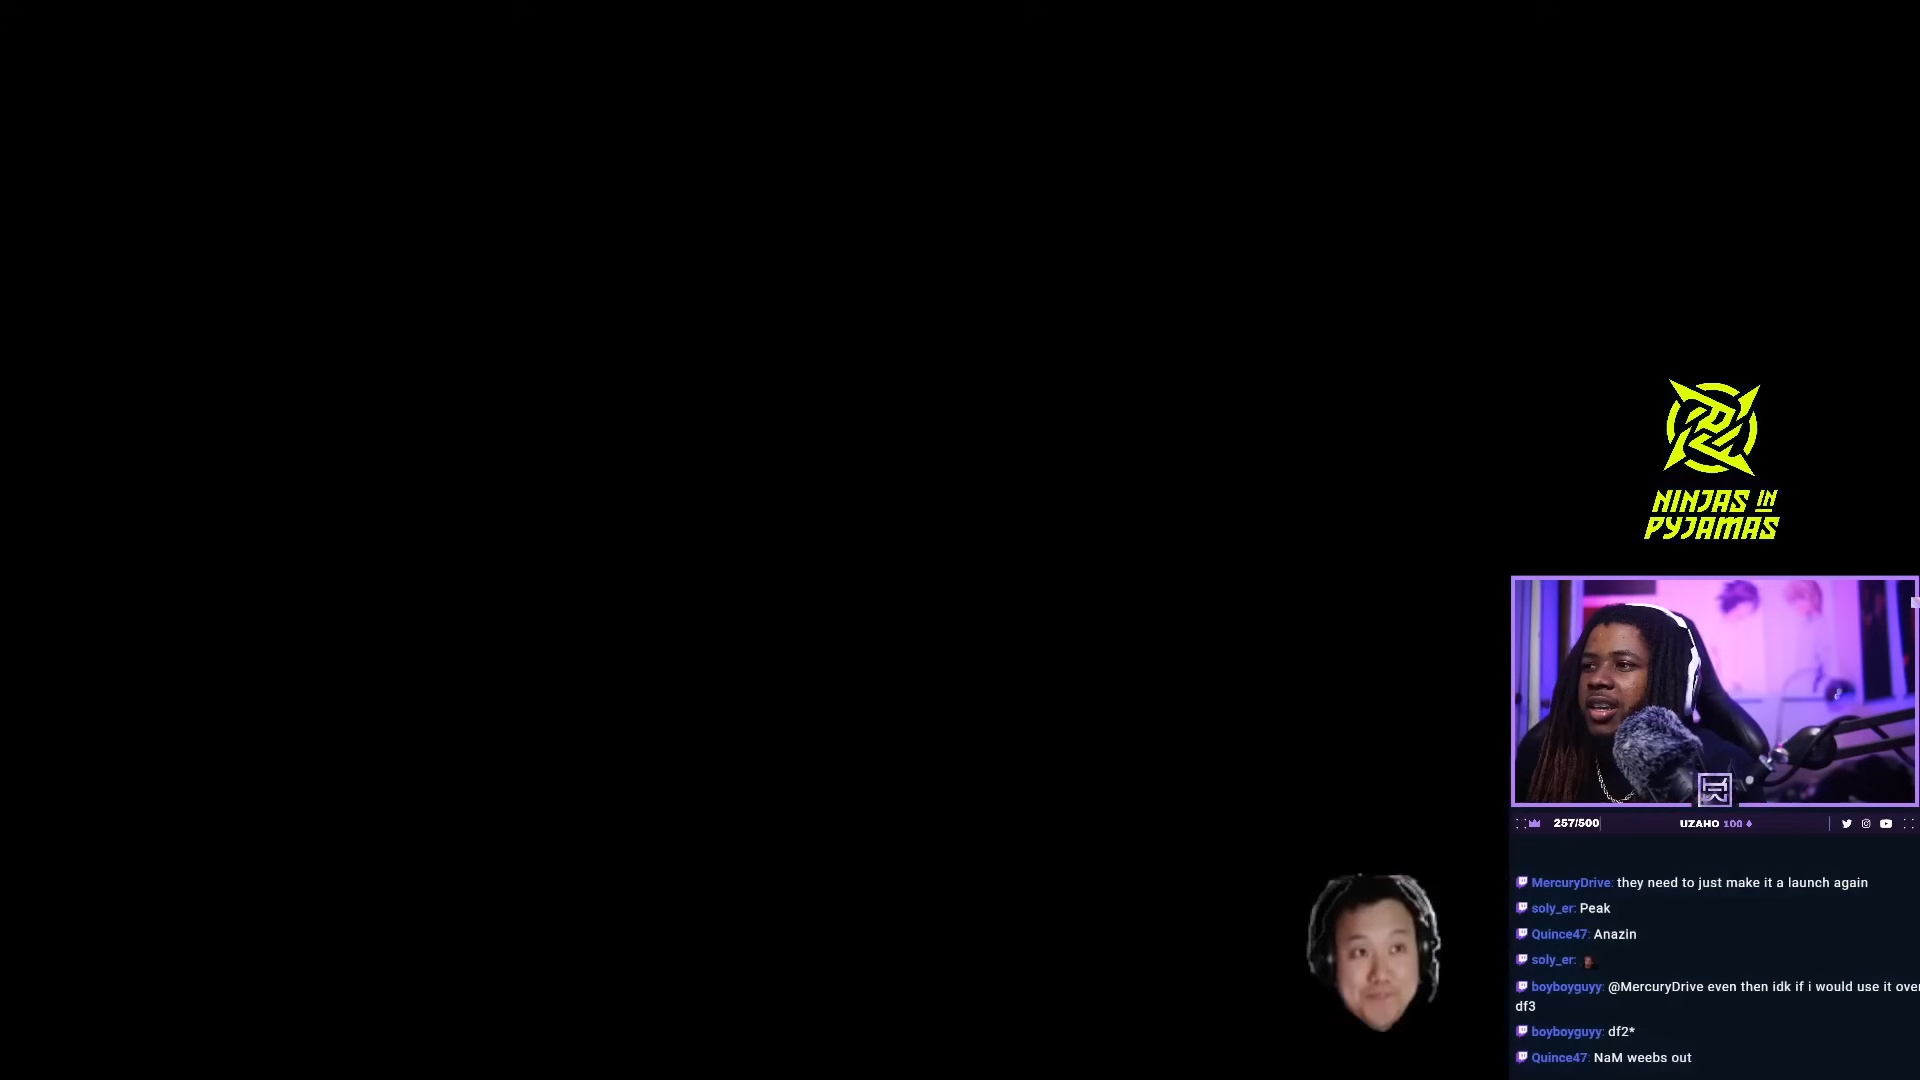 NINJAS IN
PYJAMAS
257/500
UZAHO 100
MercuryDrive: they need to just make it a launch again
soly_er: Peak
Quince47: Anazin
soly_er:
boyboyguyy: @MercuryDrive even then idk if i would use it over
df3
boyboyguyy: df2*
Quince47: NaM weebs out